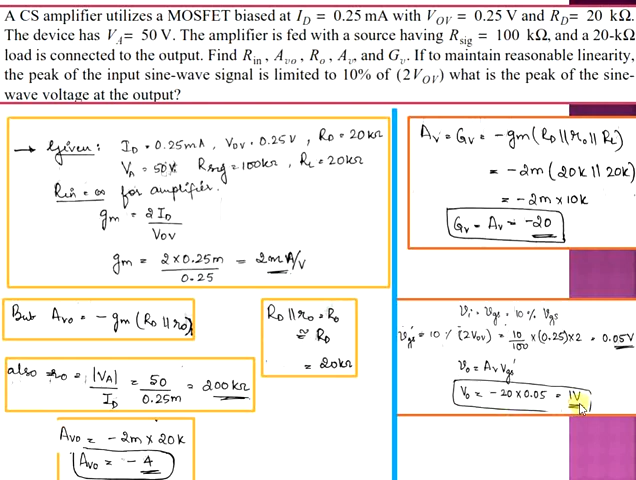 A CS amplifier utilizes a MOSFET biased at I_D = 0.25 mA with V_OV = 0.25 V and R_D= 20 kΩ.
The device has V_A= 50 V. The amplifier is fed with a source having R_sig = 100 kΩ, and a 20-kΩ
load is connected to the output. Find R_in , A_vo , R_o , A_v, and G_v. If to maintain reasonable linearity,
the peak of the input sine-wave signal is limited to 10% of (2V_OV) what is the peak of the sine-
wave voltage at the output?
→ Given: I_D = 0.25mA, V_OV = 0.25V, R_D = 20kΩ
V_A = 50V R_sig = 100kΩ, R_L = 20kΩ
R_in = ∞ for amplifier.
gm = 2I_D
V_OV
gm = 2 × 0.25m = 2mA/V
0.25
But A_vo = -gm (R_D || r_o)
R_D || r_o = R_D
≅ R_D
= 20kΩ
also r_o = |V_A| = 50 = 200kΩ
I_D 0.25m
A_vo = -2m × 20k
A_vo = -4
A_v = G_v = -gm (R_D || r_o || R_L)
= -2m (20k || 20k)
= -2m × 10k
G_v = A_v = -20
v_i = v_gs = 10 % V_gs
v_gs' = 10 % (2V_OV) = 10 × (0.25) × 2 = 0.05V
100
v_o = A_v v_gs'
V_o = -20 × 0.05 = 1V